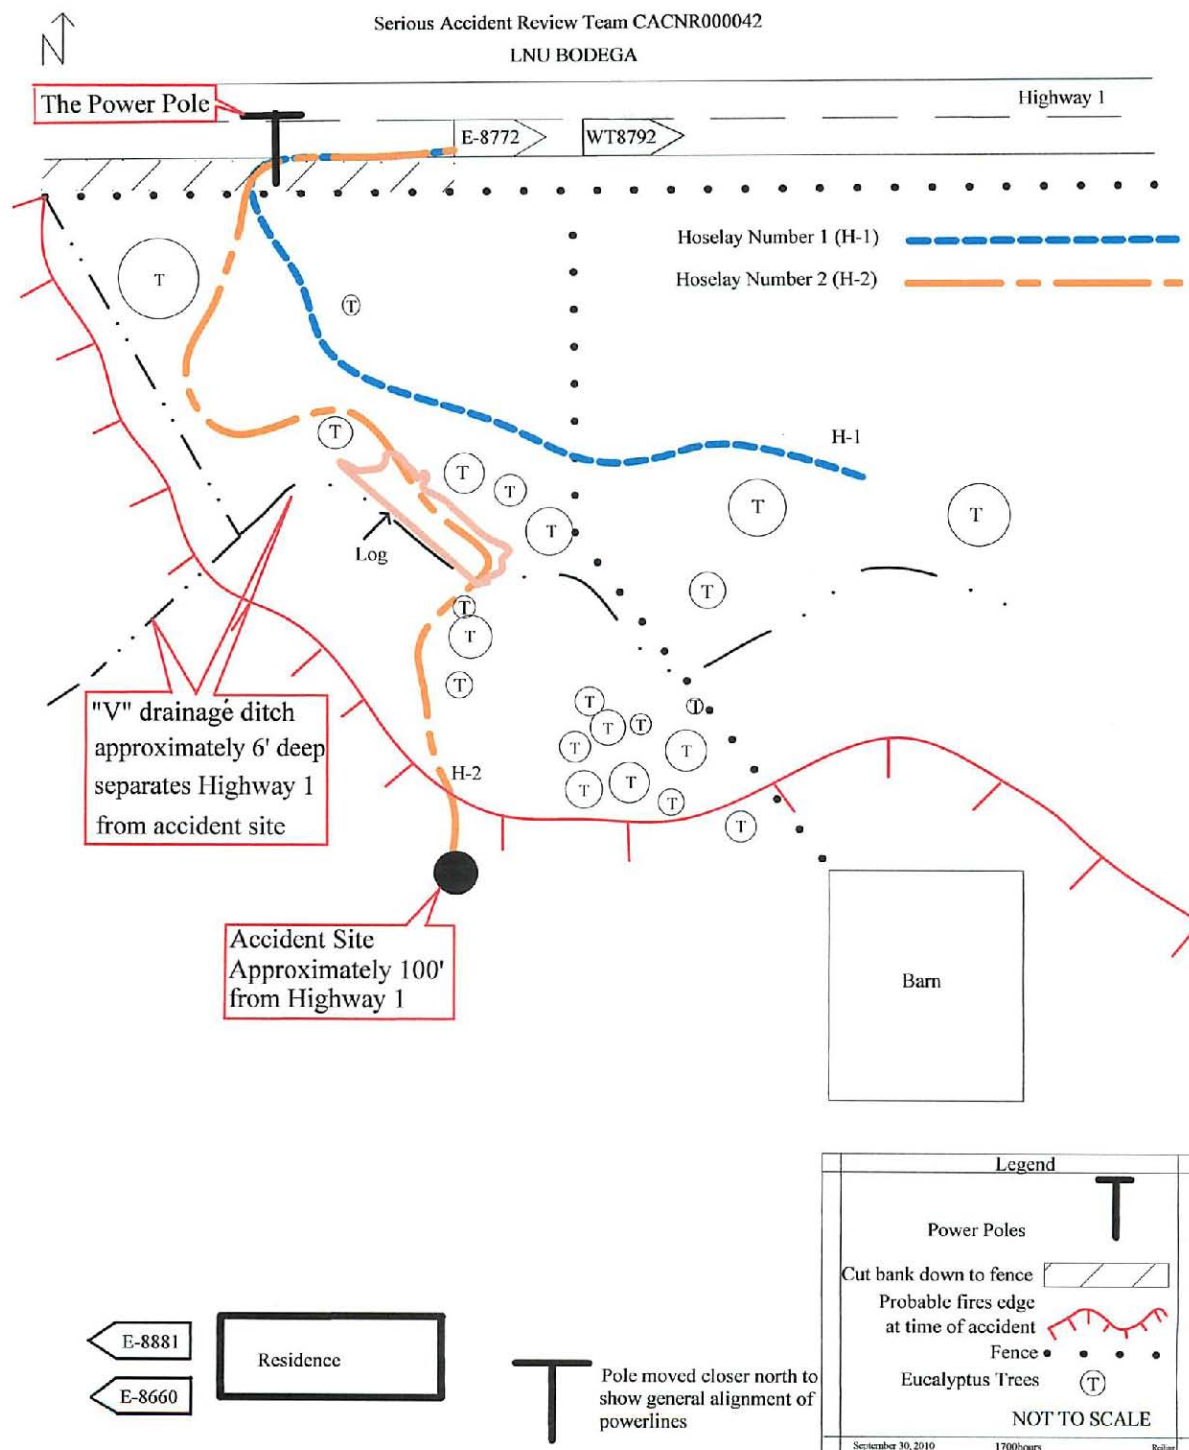 N
Serious Accident Review Team CACNR000042
LNU BODEGA
The Power Pole
Highway 1
E-8772
WT8792
Hoselay Number 1 (H-1)
Hoselay Number 2 (H-2)
T
T
T
H-1
T
T
T
T
T
Log
T
T
T
T
"V" drainage ditch
approximately 6' deep
separates Highway 1
from accident site
T
T
T
T
T
T
T
T
T
T
H-2
Accident Site
Approximately 100'
from Highway 1
Barn
Legend
Power Poles
Cut bank down to fence
Probable fires edge
at time of accident
Fence
Eucalyptus Trees
T
NOT TO SCALE
September 30, 2010 1700hours
E-8881
E-8660
Residence
Pole moved closer north to
show general alignment of
powerlines